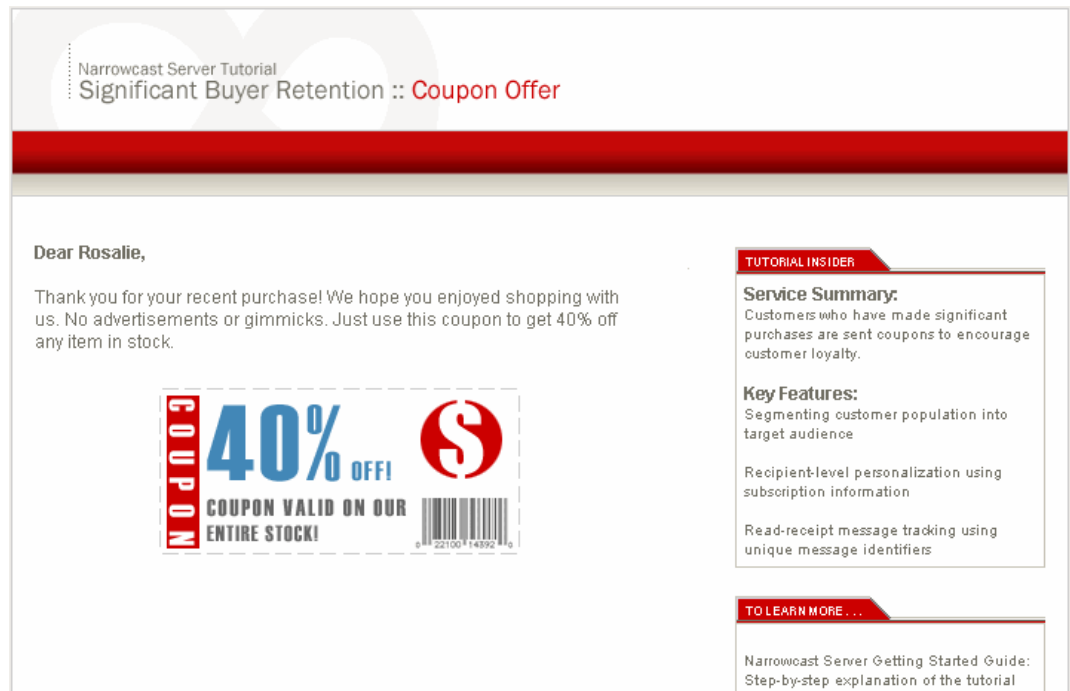 Narrowcast Server Tutorial
Significant Buyer Retention :: Coupon Offer
Dear Rosalie,
Thank you for your recent purchase! We hope you enjoyed shopping with
us. No advertisements or gimmicks. Just use this coupon to get 40% off
any item in stock.
COUPON
40% OFF!
S
COUPON VALID ON OUR
ENTIRE STOCK!
0 22100 14392 0
TUTORIAL INSIDER
Service Summary:
Customers who have made significant
purchases are sent coupons to encourage
customer loyalty.
Key Features:
Segmenting customer population into
target audience
Recipient-level personalization using
subscription information
Read-receipt message tracking using
unique message identifiers
TO LEARN MORE . . .
Narrowcast Server Getting Started Guide:
Step-by-step explanation of the tutorial